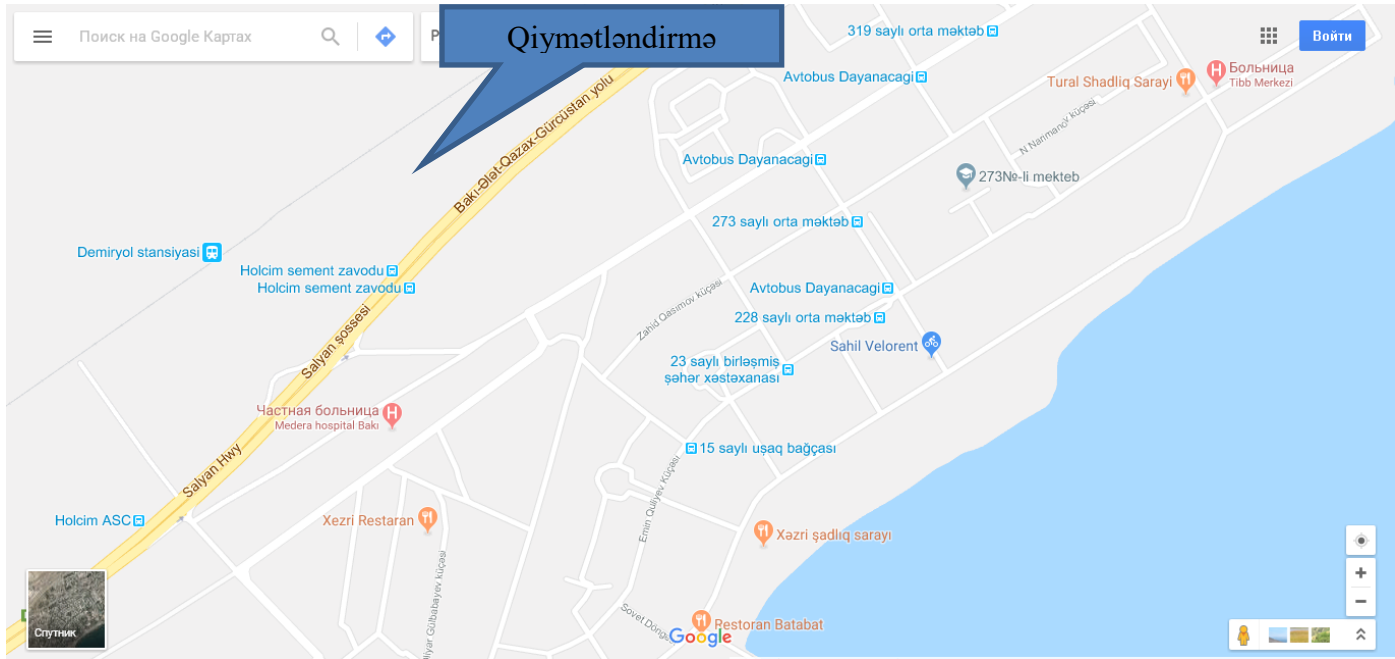 Поиск на Google Картах
Qiymətləndirmə
319 saylı orta məktəb
Войти
Avtobus Dayanacagi
Tural Shadliq Sarayi
Больница
Tibb Merkezi
Bakı-Ələt-Qazax-Gürcüstan yolu
N Nərimanov küçəsi
Avtobus Dayanacagi
273№-li mekteb
273 saylı orta məktəb
Demiryol stansiyasi
Holcim sement zavodu
Holcim sement zavodu
Avtobus Dayanacagi
Zahid Qasımov küçəsi
228 saylı orta məktəb
Salyan şossesi
Sahil Velorent
23 saylı birləşmiş
şəhər xəstəxanası
Частная больница
Medera hospital Bakı
15 saylı uşaq bağçası
Salyan Hwy
Holcim ASC
Xezri Restaran
Emin Quliyev Küçəsi
Xəzri şadlıq sarayı
Gülbabayev küçəsi
Sovet
Спутник
Google
Pestoran Batabat